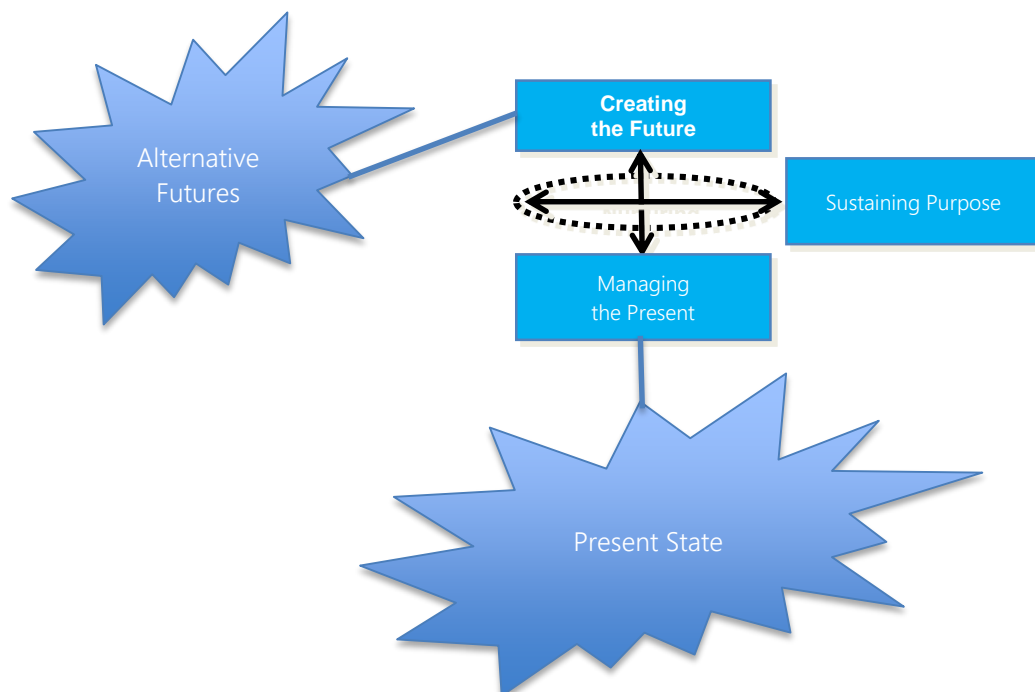 Creating
the Future
Alternative
Futures
Sustaining Purpose
Managing
the Present
Present State